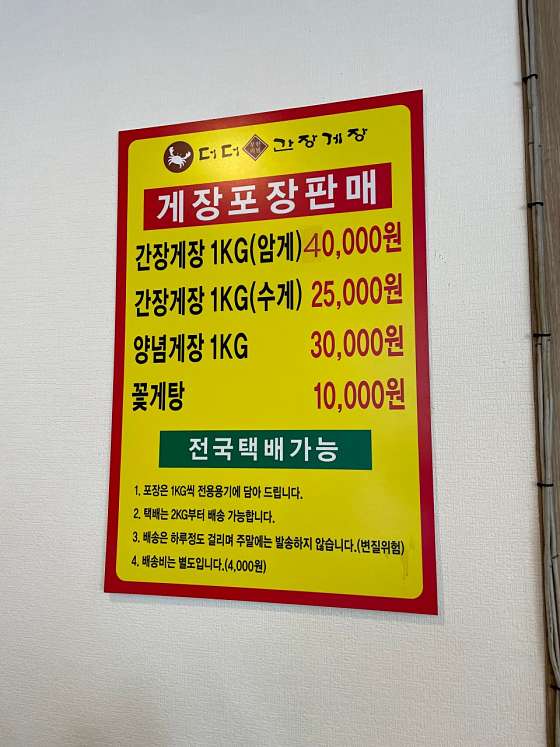 더더 간장게장
게장포장판매
간장게장 1KG(암게) 40,000원
간장게장 1KG(수게) 25,000원
양념게장 1KG 30,000원
꽃게탕 10,000원
전국택배가능
1. 포장은 1KG씩 전용용기에 담아 드립니다.
2. 택배는 2KG부터 배송 가능합니다.
3. 배송은 하루정도 걸리며 주말에는 발송하지 않습니다.(변질위험)
4. 배송비는 별도입니다.(4,000원)